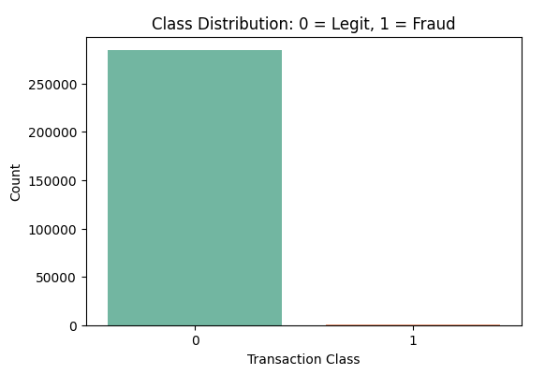 Class Distribution: 0 = Legit, 1 = Fraud
250000
200000
150000
100000
50000
0
Count
0 1
Transaction Class